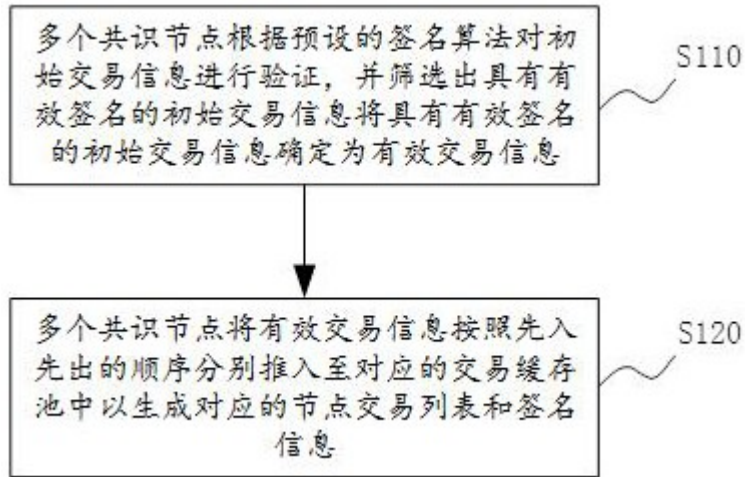 多个共识节点根据预设的签名算法对初
始交易信息进行验证，并筛选出具有有
效签名的初始交易信息将具有有效签名
的初始交易信息确定为有效交易信息
S110
多个共识节点将有效交易信息按照先入
先出的顺序分别推入至对应的交易缓存
池中以生成对应的节点交易列表和签名
信息
S120